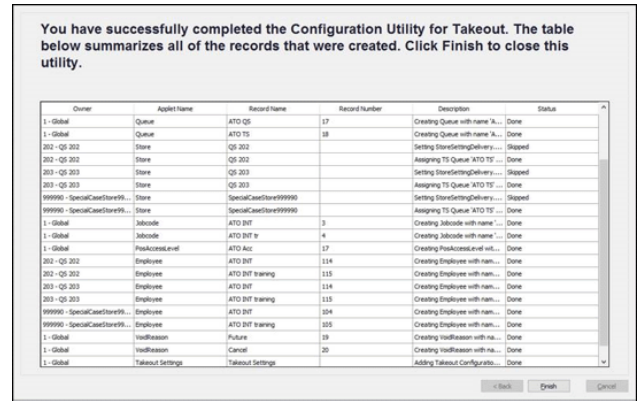 You have successfully completed the Configuration Utility for Takeout. The table
below summarizes all of the records that were created. Click Finish to close this
utility.
Owner Applet Name Record Name Record Number Description Status
1 - Global Queue ATO QS 17 Creating Queue with name 'A... Done
1 - Global Queue ATO TS 18 Creating Queue with name 'A... Done
202 - QS 202 Store QS 202 Setting StoreSettingDelivery.... Skipped
202 - QS 202 Store QS 202 Assigning TS Queue 'ATO TS' ... Done
203 - QS 203 Store QS 203 Setting StoreSettingDelivery.... Skipped
203 - QS 203 Store QS 203 Assigning TS Queue 'ATO TS' ... Done
999990 - SpecialCaseStore99... Store SpecialCaseStore999990 Setting StoreSettingDelivery.... Skipped
999990 - SpecialCaseStore99... Store SpecialCaseStore999990 Assigning TS Queue 'ATO TS' ... Done
1 - Global Jobcode ATO INT 3 Creating Jobcode with name '... Done
1 - Global Jobcode ATO INT tr 4 Creating Jobcode with name '... Done
1 - Global PosAccessLevel ATO Acc 17 Creating PosAccessLevel wit... Done
202 - QS 202 Employee ATO INT 114 Creating Employee with nam... Done
202 - QS 202 Employee ATO INT training 115 Creating Employee with nam... Done
203 - QS 203 Employee ATO INT 114 Creating Employee with nam... Done
203 - QS 203 Employee ATO INT training 115 Creating Employee with nam... Done
999990 - SpecialCaseStore99... Employee ATO INT 104 Creating Employee with nam... Done
999990 - SpecialCaseStore99... Employee ATO INT training 105 Creating Employee with nam... Done
1 - Global VoidReason Future 19 Creating VoidReason with na... Done
1 - Global VoidReason Cancel 20 Creating VoidReason with na... Done
1 - Global Takeout Settings Takeout Settings Adding Takeout Configuratio... Done
< Back Finish Cancel